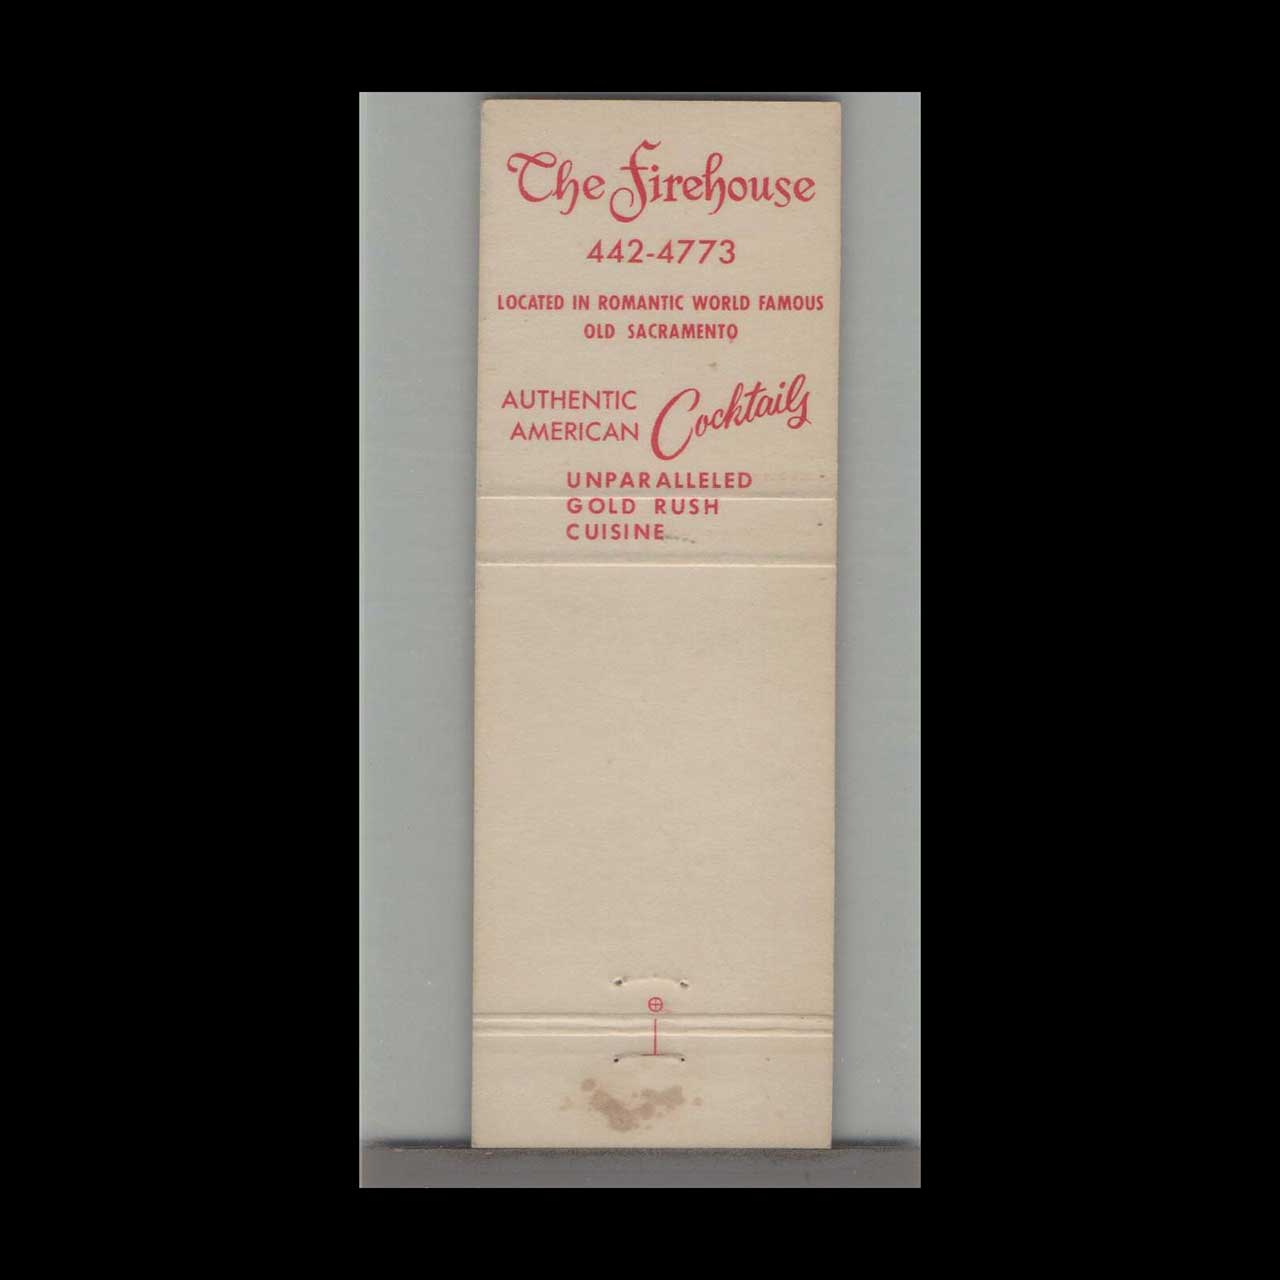 The Firehouse
442-4773
LOCATED IN ROMANTIC WORLD FAMOUS
OLD SACRAMENTO
AUTHENTIC
AMERICAN Cocktails
UNPARALLELED
GOLD RUSH
CUISINE